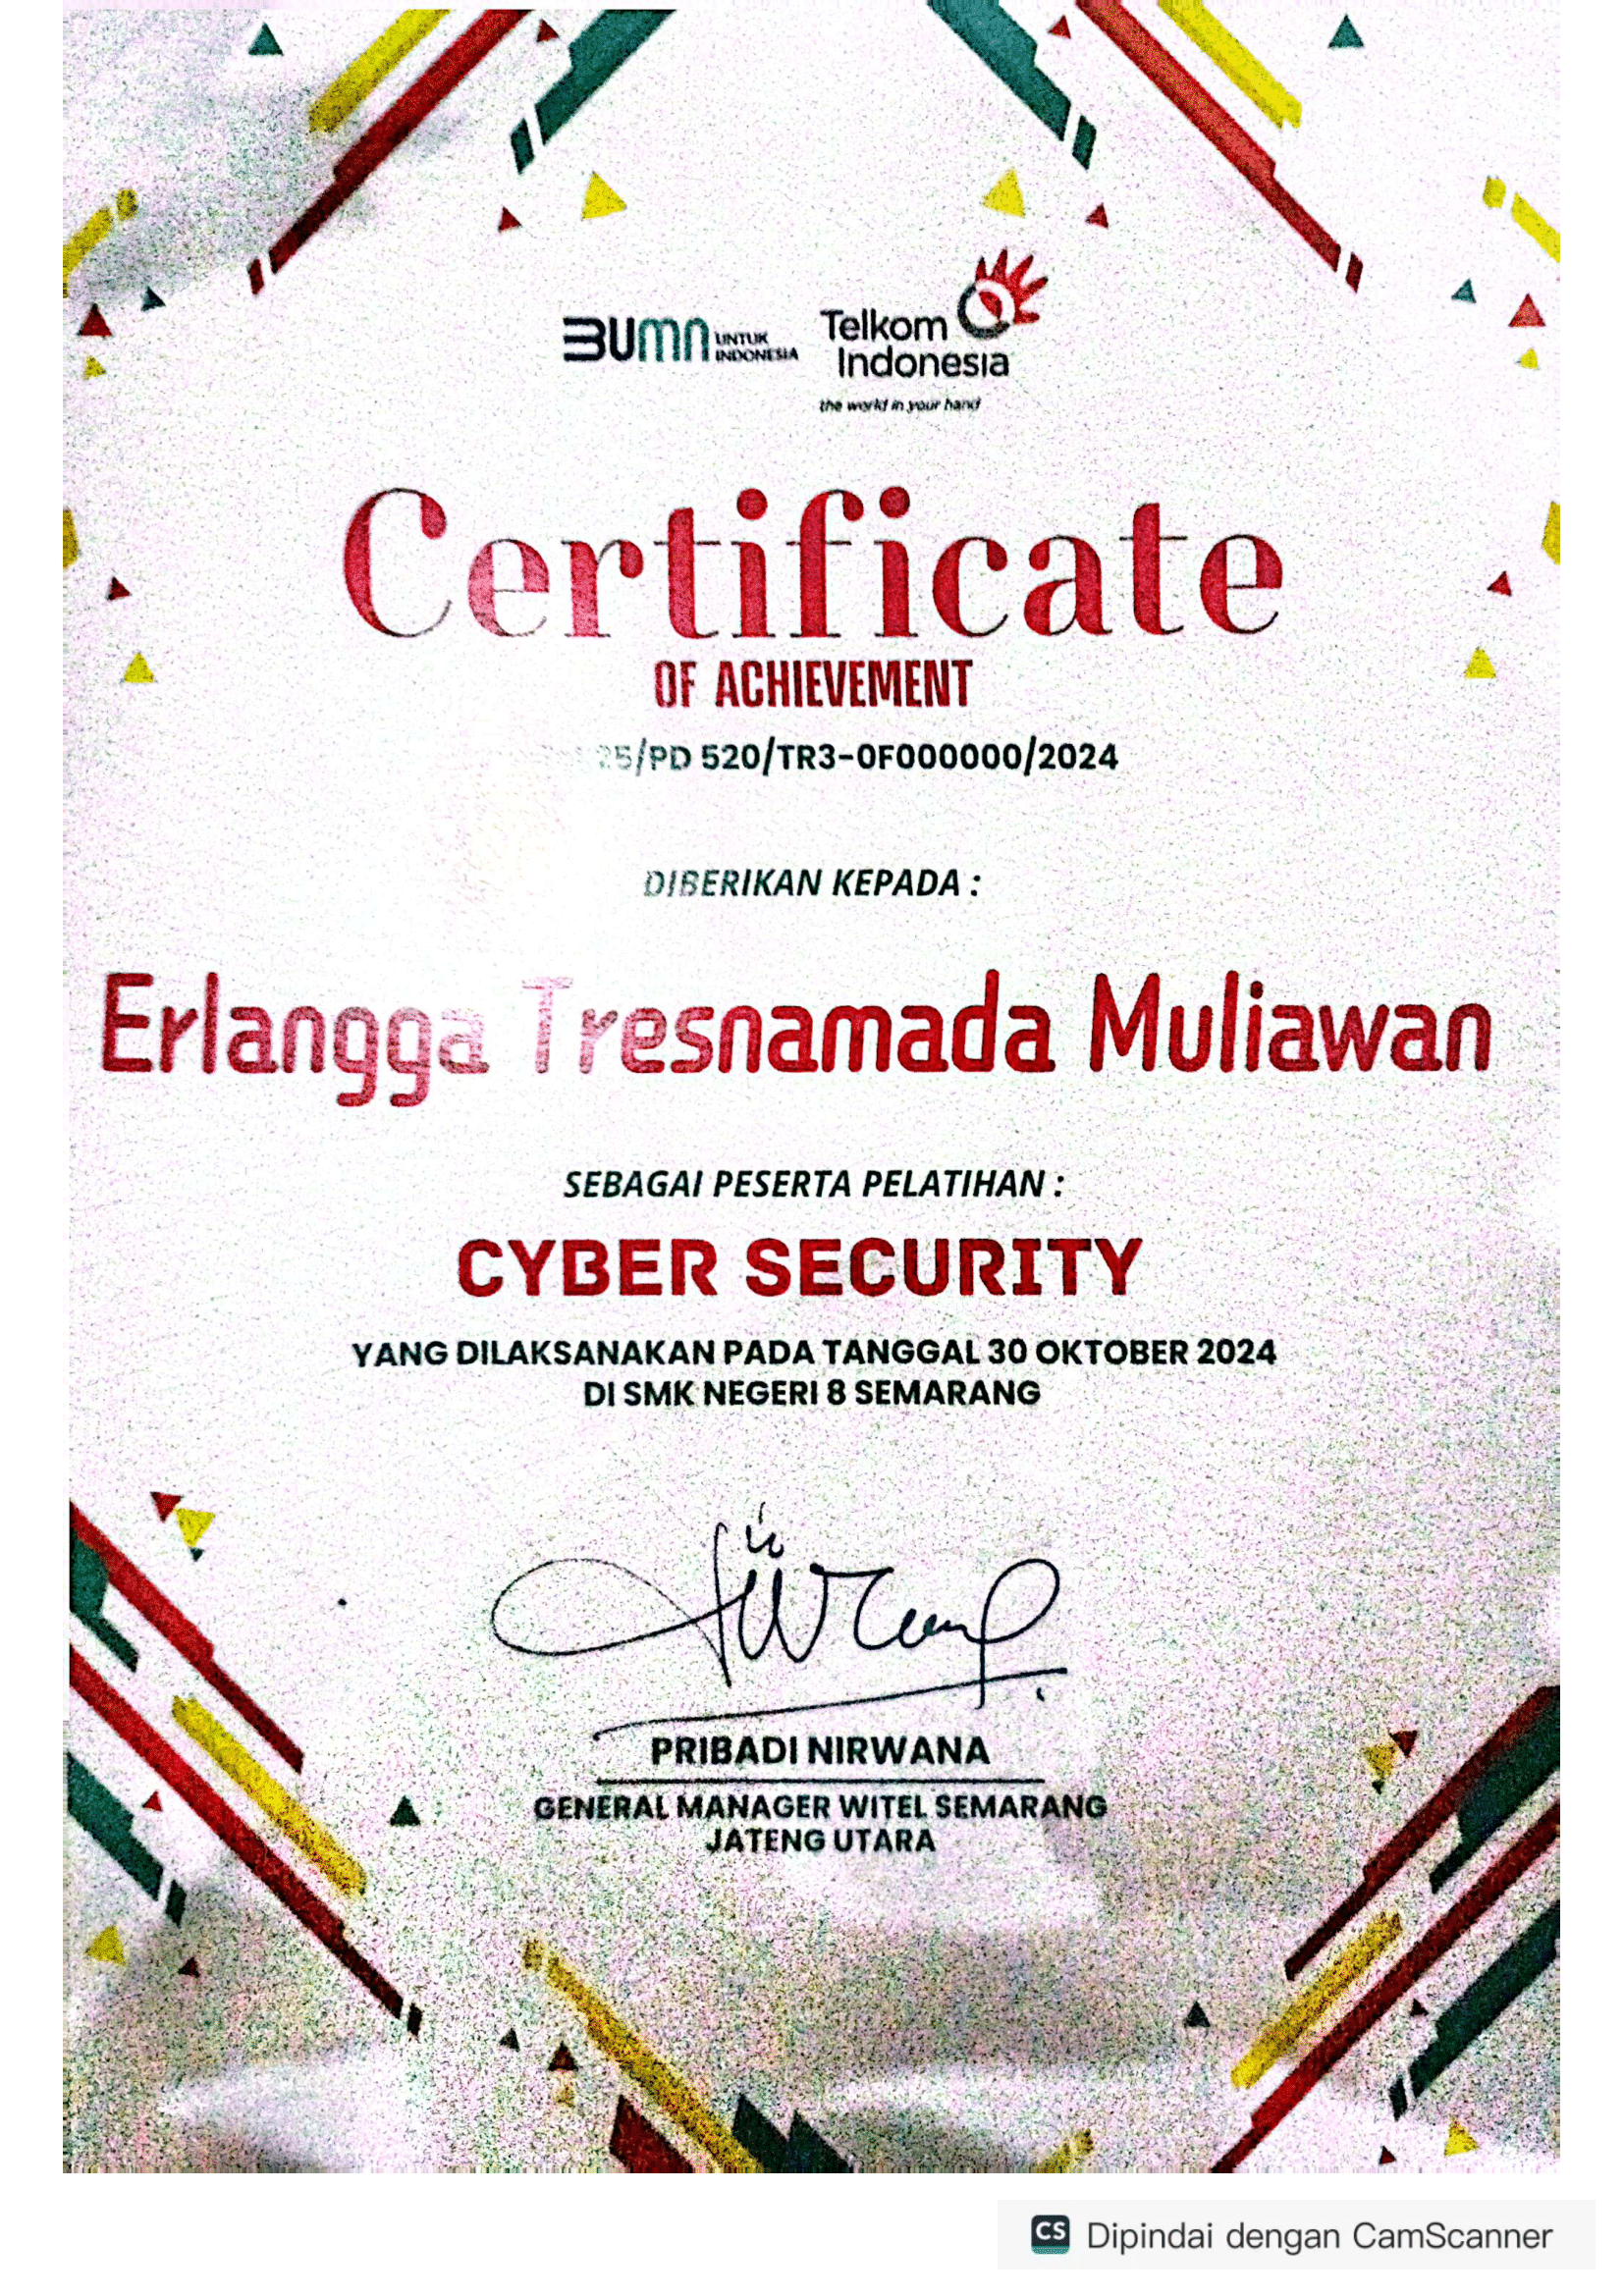 BUMN UNTUK INDONESIA
Telkom Indonesia
the world in your hand
Certificate
OF ACHIEVEMENT
25/PD 520/TR3-0F000000/2024
DIBERIKAN KEPADA :
Erlangga Tresnamada Muliawan
SEBAGAI PESERTA PELATIHAN :
CYBER SECURITY
YANG DILAKSANAKAN PADA TANGGAL 30 OKTOBER 2024
DI SMK NEGERI 8 SEMARANG
PRIBADI NIRWANA
GENERAL MANAGER WITEL SEMARANG
JATENG UTARA
CS Dipindai dengan CamScanner